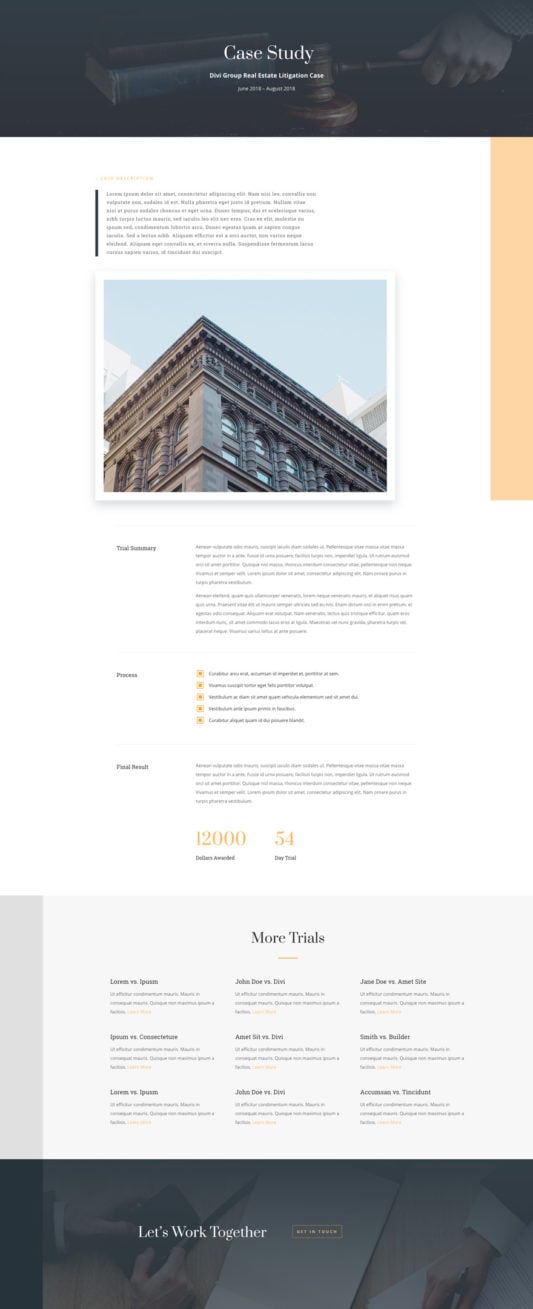 Case Study
Divi Group Real Estate Litigation Case
June 2018 – August 2018
CASE DESCRIPTION
Lorem ipsum dolor sit amet, consectetur adipiscing elit. Nam nisi leo, convallis non
vulputate non, sodales id est. Nulla pharetra eget justo id pretium. Nullam vitae
nisi at purus sodales rhoncus et eget urna. Donec tempus, dui et scelerisque varius,
nibh turpis luctus mauris, sed iaculis leo elit nec eros. Cras ex elit, molestie eu
ipsum sed, condimentum lobortis arcu. Donec egestas quam at sapien congue
iaculis. Sed a lectus nibh. Aliquam efficitur est a orci auctor, non varius neque
eleifend. Aliquam eget convallis ex, et viverra nulla. Suspendisse fermentum lacus
cursus sapien varius, id tincidunt dui suscipit.
Trial Summary
Aenean vulputate odio mauris, suscipit iaculis diam sodales ut. Pellentesque vitae massa vitae massa
tempor auctor in a ante. Fusce id urna posuere, facilisis turpis non, imperdiet ligula. Ut rutrum euismod
orci sit amet porttitor. Quisque nisl massa, rhoncus interdum consectetur vitae, pellentesque non neque
Vivamus et semper velit. Lorem ipsum dolor sit amet, consectetur adipiscing elit. Nam ornare purus in
turpis pharetra vestibulum.
Aenean eleifend, quam quis ullamcorper venenatis, lorem neque venenatis mauris, et aliquet risus quam
quis urna. Praesent vitae elit ut mauris semper ultricies sed eu nisi. Etiam dictum orci in enim pretium, et
egestas odio consequat. Aliquam erat volutpat. Nam venenatis, lectus quis tristique efficitur, quam eros
interdum nunc, sit amet commodo lacus eros at ligula. Maecenas vel nunc gravida, pharetra turpis vel,
placerat neque. Vivamus varius tellus at ante posuere.
Process
Curabitur arcu erat, accumsan id imperdiet et, porttitor at sem.
Vivamus suscipit tortor eget felis porttitor volutpat.
Vestibulum ac diam sit amet quam vehicula elementum sed sit amet dui.
Vestibulum ante ipsum primis in faucibus.
Curabitur aliquet quam id dui posuere blandit.
Final Result
Aenean vulputate odio mauris, suscipit iaculis diam sodales ut. Pellentesque vitae massa vitae massa
tempor auctor in a ante. Fusce id urna posuere, facilisis turpis non, imperdiet ligula. Ut rutrum euismod
orci sit amet porttitor. Quisque nisl massa, rhoncus interdum consectetur vitae, pellentesque non neque
Vivamus et semper velit. Lorem ipsum dolor sit amet, consectetur adipiscing elit. Nam ornare purus in
turpis pharetra vestibulum.
12000
Dollars Awarded
54
Day Trial
More Trials
Lorem vs. Ipusm
Ut efficitur condimentum mauris. Mauris in
consequat mauris. Quisque non maximus ipsum a
facilisis. Learn More
John Doe vs. Divi
Ut efficitur condimentum mauris. Mauris in
consequat mauris. Quisque non maximus ipsum a
facilisis. Learn More
Jane Doe vs. Amet Site
Ut efficitur condimentum mauris. Mauris in
consequat mauris. Quisque non maximus ipsum a
facilisis. Learn More
Ipsum vs. Consecteture
Ut efficitur condimentum mauris. Mauris in
consequat mauris. Quisque non maximus ipsum a
facilisis. Learn More
Amet Sit vs. Divi
Ut efficitur condimentum mauris. Mauris in
consequat mauris. Quisque non maximus ipsum a
facilisis. Learn More
Smith vs. Builder
Ut efficitur condimentum mauris. Mauris in
consequat mauris. Quisque non maximus ipsum a
facilisis. Learn More
Lorem vs. Ipusm
Ut efficitur condimentum mauris. Mauris in
consequat mauris. Quisque non maximus ipsum a
facilisis. Learn More
John Doe vs. Divi
Ut efficitur condimentum mauris. Mauris in
consequat mauris. Quisque non maximus ipsum a
facilisis. Learn More
Accumsan vs. Tincidunt
Ut efficitur condimentum mauris. Mauris in
consequat mauris. Quisque non maximus ipsum a
facilisis. Learn More
Let's Work Together
GET IN TOUCH